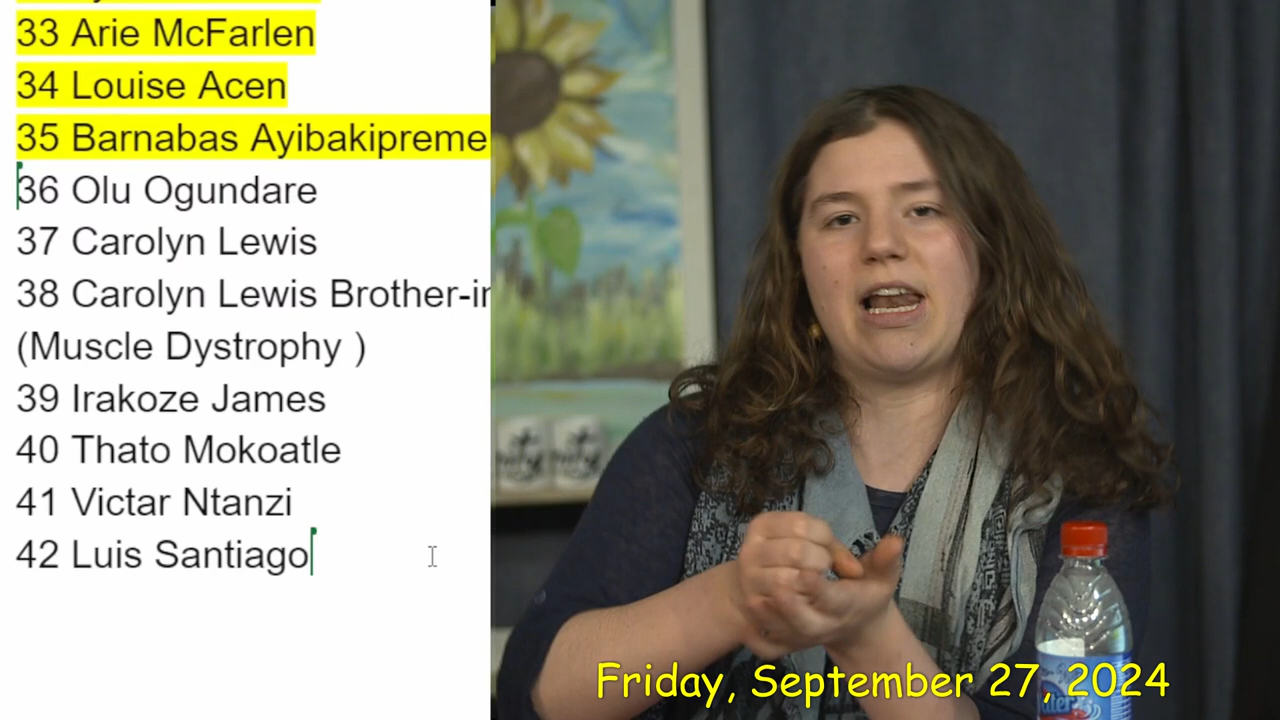 33 Arie McFarlen
34 Louise Acen
35 Barnabas Ayibakipreme
36 Olu Ogundare
37 Carolyn Lewis
38 Carolyn Lewis Brother-in
(Muscle Dystrophy )
39 Irakoze James
40 Thato Mokoatle
41 Victar Ntanzi
42 Luis Santiago
Friday, September 27, 2024